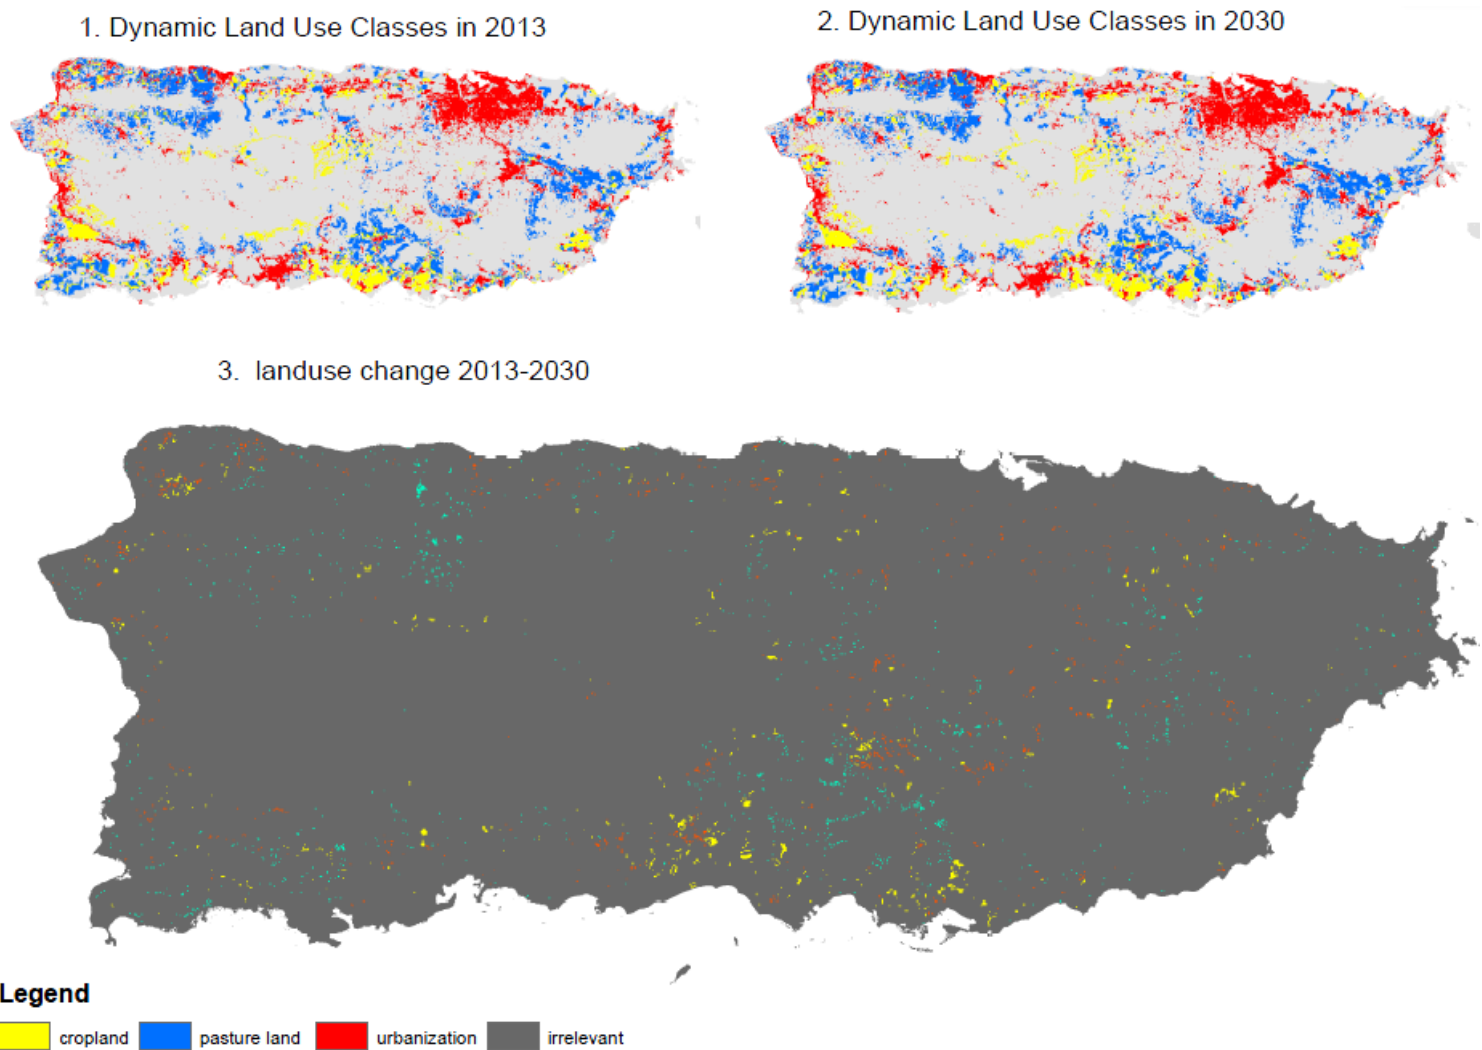 1. Dynamic Land Use Classes in 2013
2. Dynamic Land Use Classes in 2030
3. landuse change 2013-2030
Legend
cropland pasture land urbanization irrelevant